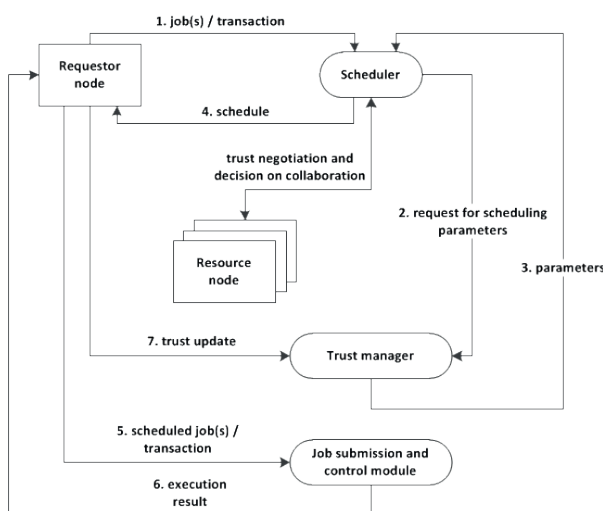 1. job(s) / transaction
Requestor
node
Scheduler
4. schedule
trust negotiation and
decision on collaboration
2. request for scheduling
parameters
3. parameters
Resource
node
7. trust update
Trust manager
5. scheduled job(s) /
transaction
Job submission and
control module
6. execution
result